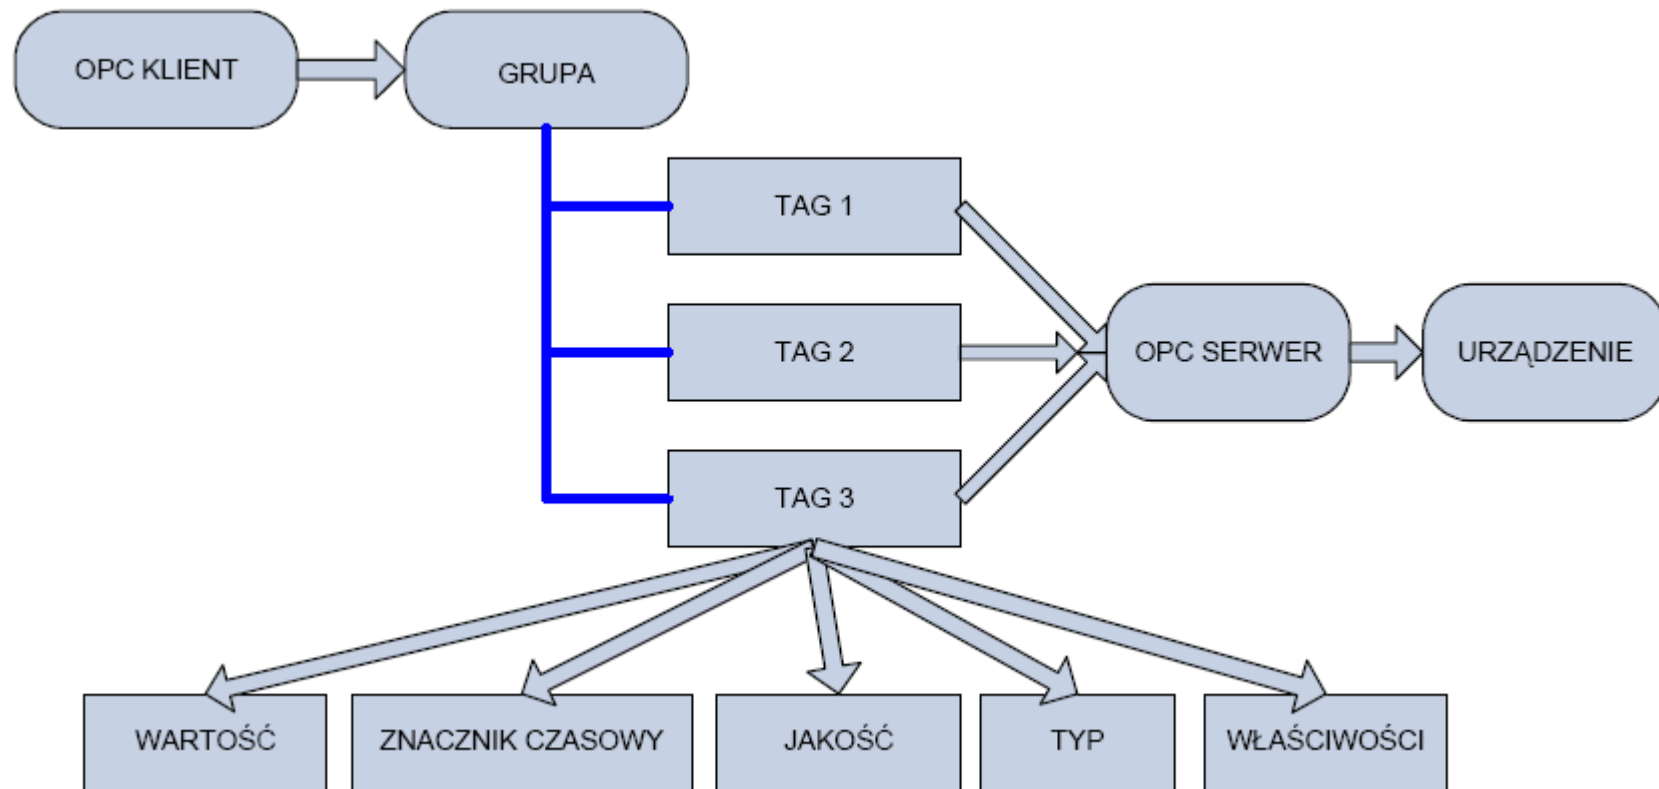 OPC KLIENT
GRUPA
TAG 1
TAG 2
OPC SERWER
URZĄDZENIE
TAG 3
WARTOŚĆ
ZNACZNIK CZASOWY
JAKOŚĆ
TYP
WŁAŚCIWOŚCI